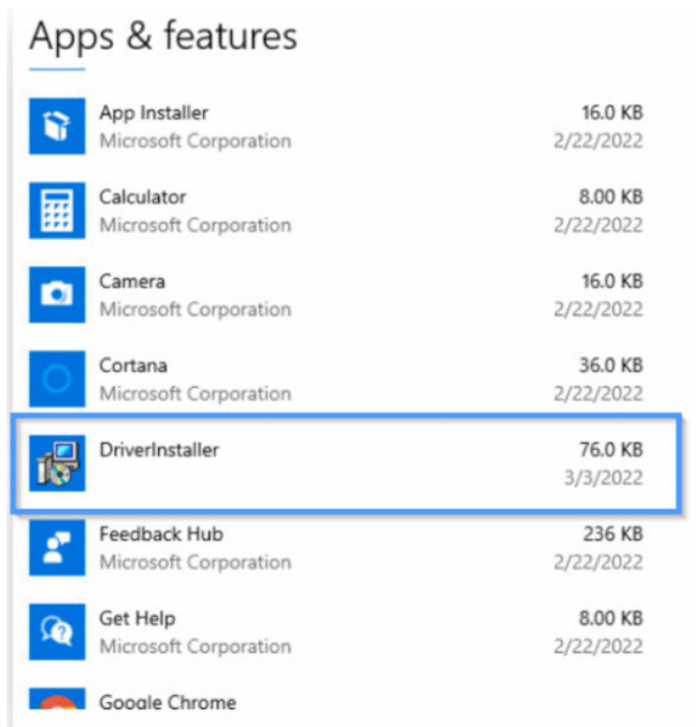 Apps & features
App Installer 16.0 KB
Microsoft Corporation 2/22/2022
Calculator 8.00 KB
Microsoft Corporation 2/22/2022
Camera 16.0 KB
Microsoft Corporation 2/22/2022
Cortana 36.0 KB
Microsoft Corporation 2/22/2022
DriverInstaller 76.0 KB
3/3/2022
Feedback Hub 236 KB
Microsoft Corporation 2/22/2022
Get Help 8.00 KB
Microsoft Corporation 2/22/2022
Google Chrome